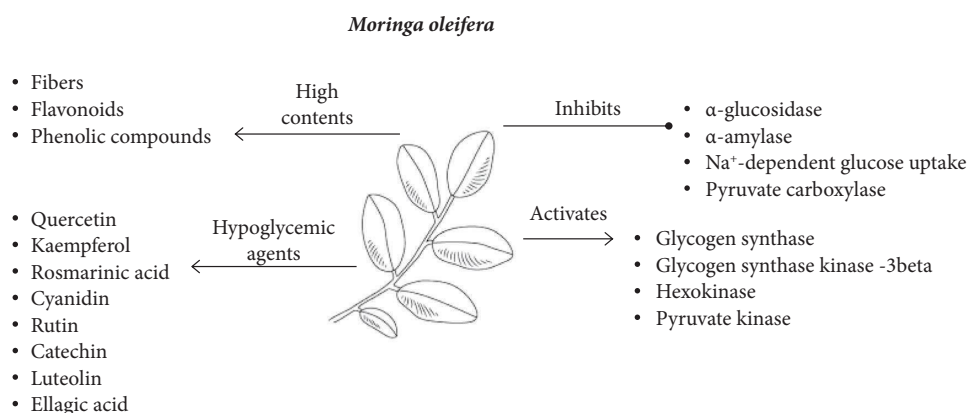 Moringa oleifera
High
contents
• Fibers
• Flavonoids
• Phenolic compounds
Inhibits
• α-glucosidase
• α-amylase
• Na⁺-dependent glucose uptake
• Pyruvate carboxylase
Hypoglycemic
agents
• Quercetin
• Kaempferol
• Rosmarinic acid
• Cyanidin
• Rutin
• Catechin
• Luteolin
• Ellagic acid
Activates
• Glycogen synthase
• Glycogen synthase kinase -3beta
• Hexokinase
• Pyruvate kinase